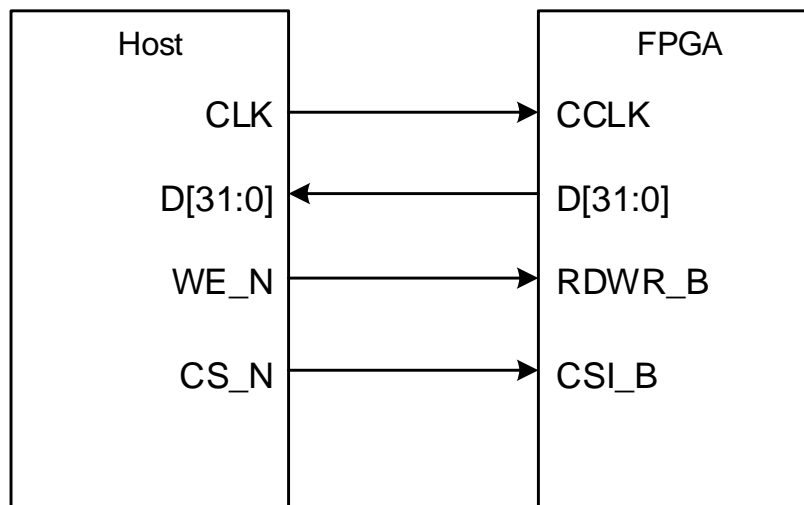 Host FPGA
CLK CCLK
D[31:0] D[31:0]
WE_N RDWR_B
CS_N CSI_B